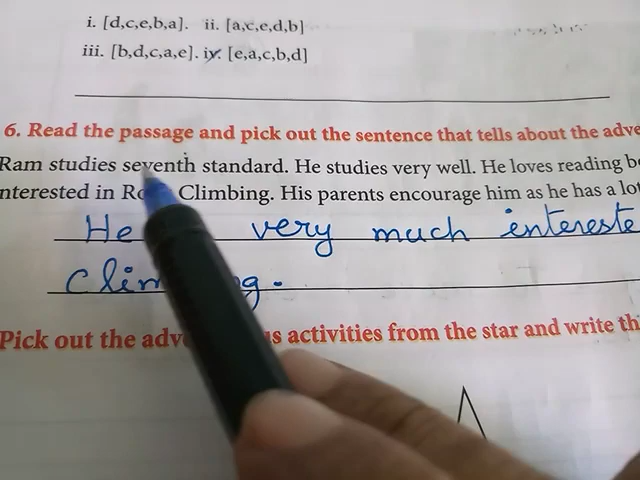 i. [d,c,e,b,a]. ii. [a,c,e,d,b]
iii. [b,d,c,a,e]. iv. [e,a,c,b,d]
6. Read the passage and pick out the sentence that tells about the adve
Ram studies seventh standard. He studies very well. He loves reading b
nterested in Ro Climbing. His parents encourage him as he has a lo
He very much intereste
Clim g.
Pick out the adv us activities from the star and write th